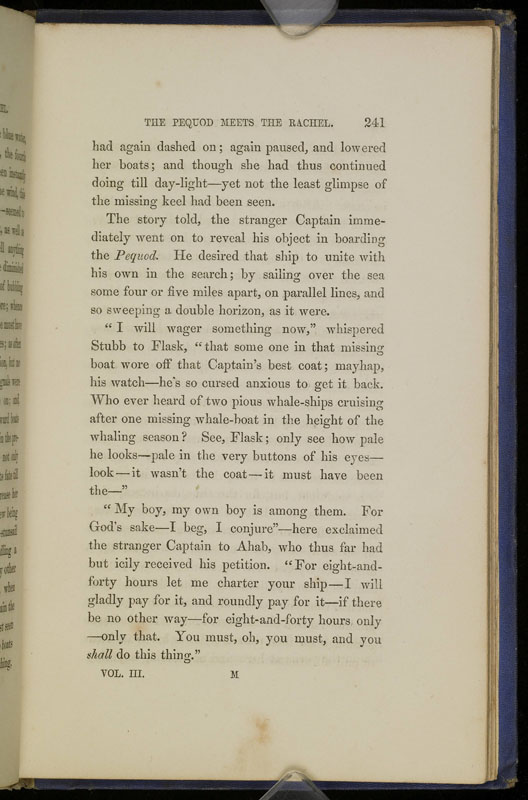 THE PEQUOD MEETS THE RACHEL. 241
had again dashed on; again paused, and lowered
her boats; and though she had thus continued
doing till day-light—yet not the least glimpse of
the missing keel had been seen.
The story told, the stranger Captain imme-
diately went on to reveal his object in boarding
the Pequod. He desired that ship to unite with
his own in the search; by sailing over the sea
some four or five miles apart, on parallel lines, and
so sweeping a double horizon, as it were.
“I will wager something now,” whispered
Stubb to Flask, “that some one in that missing
boat wore off that Captain’s best coat; mayhap,
his watch—he’s so cursed anxious to get it back.
Who ever heard of two pious whale-ships cruising
after one missing whale-boat in the height of the
whaling season? See, Flask; only see how pale
he looks—pale in the very buttons of his eyes—
look—it wasn’t the coat—it must have been
the—”
“My boy, my own boy is among them. For
God’s sake—I beg, I conjure”—here exclaimed
the stranger Captain to Ahab, who thus far had
but icily received his petition. “For eight-and-
forty hours let me charter your ship—I will
gladly pay for it, and roundly pay for it—if there
be no other way—for eight-and-forty hours only
—only that. You must, oh, you must, and you
shall do this thing.”
VOL. III. M